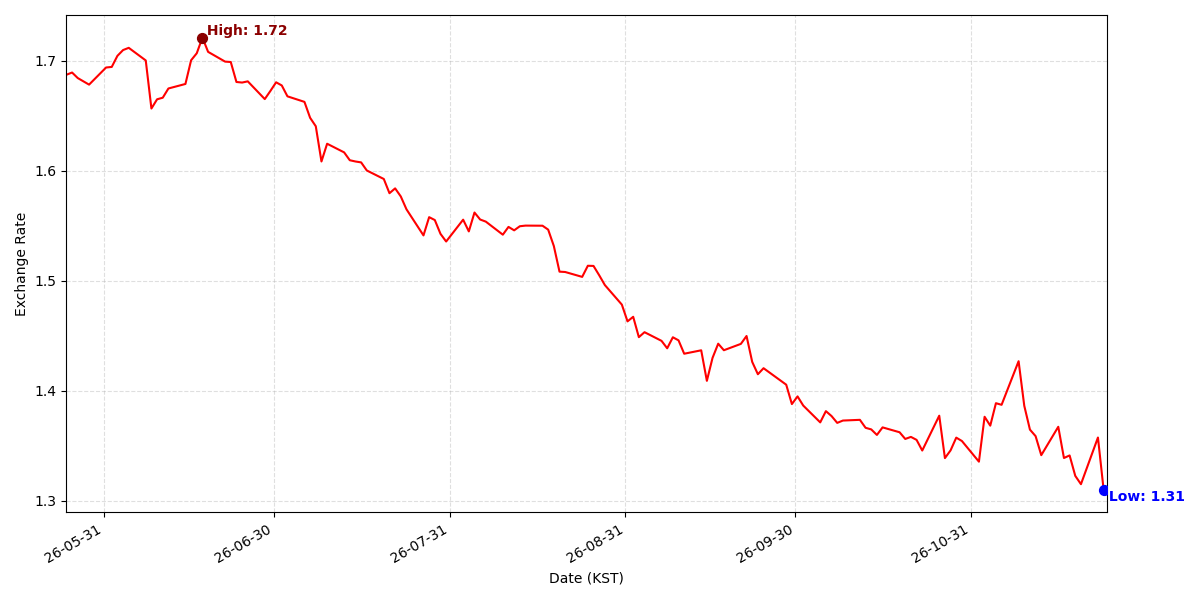 High: 1.72
1.7
1.6
1.5
1.4
1.3
Exchange Rate
Low: 1.31
26-05-31
26-06-30
26-07-31
26-08-31
26-09-30
26-10-31
Date (KST)